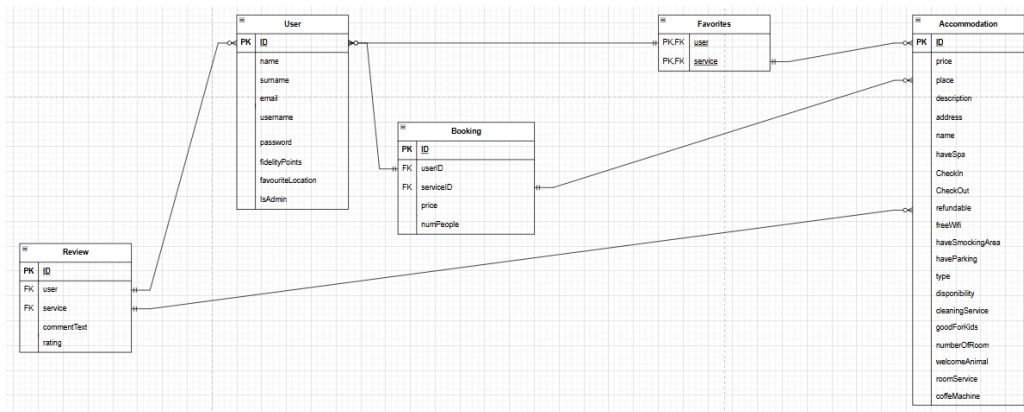 User
PK ID
name
surname
email
username
password
fidelityPoints
favouriteLocation
IsAdmin
Favorites
PK,FK user
PK,FK service
Accommodation
PK ID
price
place
description
address
name
haveSpa
CheckIn
CheckOut
refundable
freeWifi
haveSmockingArea
haveParking
type
disponibility
cleaningService
goodForKids
numberOfRoom
welcomeAnimal
roomService
coffeMachine
Booking
PK ID
FK userID
FK serviceID
price
numPeople
Review
PK ID
FK user
FK service
commentText
rating